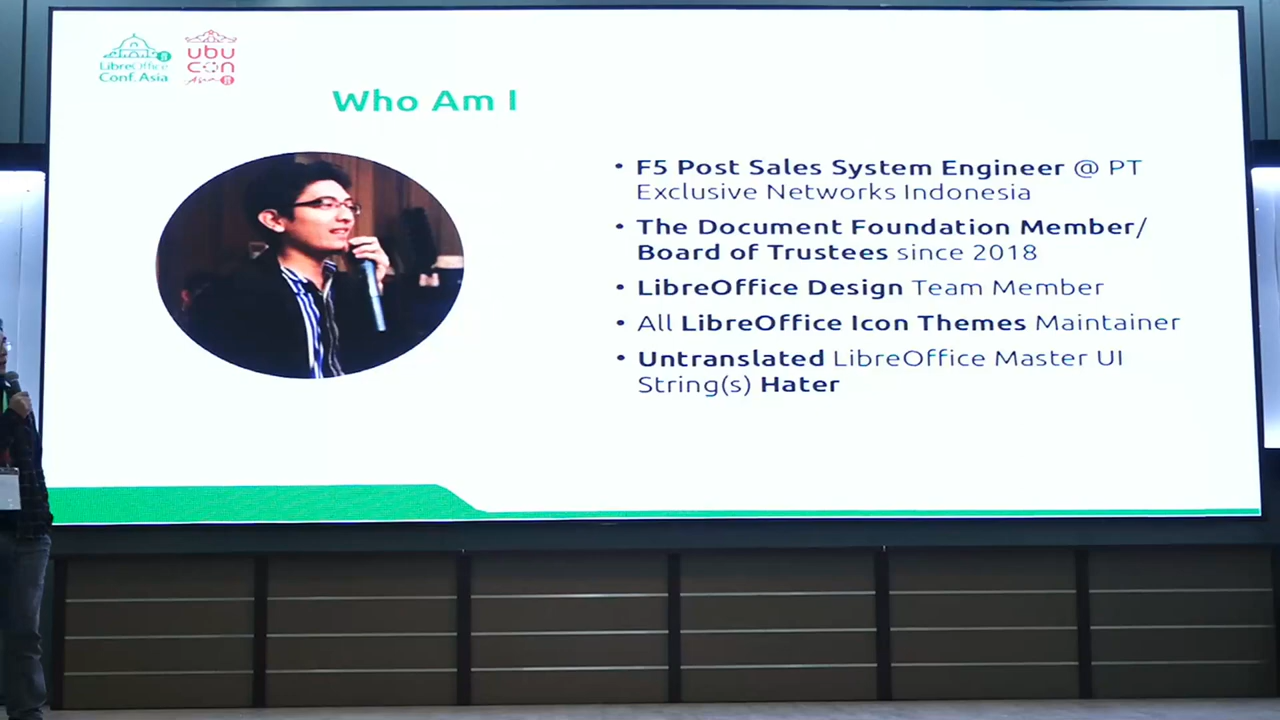 LibreOffice
Conf.Asia
ubu
con
Asia
Who Am I
• F5 Post Sales System Engineer @ PT
Exclusive Networks Indonesia
• The Document Foundation Member/
Board of Trustees since 2018
• LibreOffice Design Team Member
• All LibreOffice Icon Themes Maintainer
• Untranslated LibreOffice Master UI
String(s) Hater